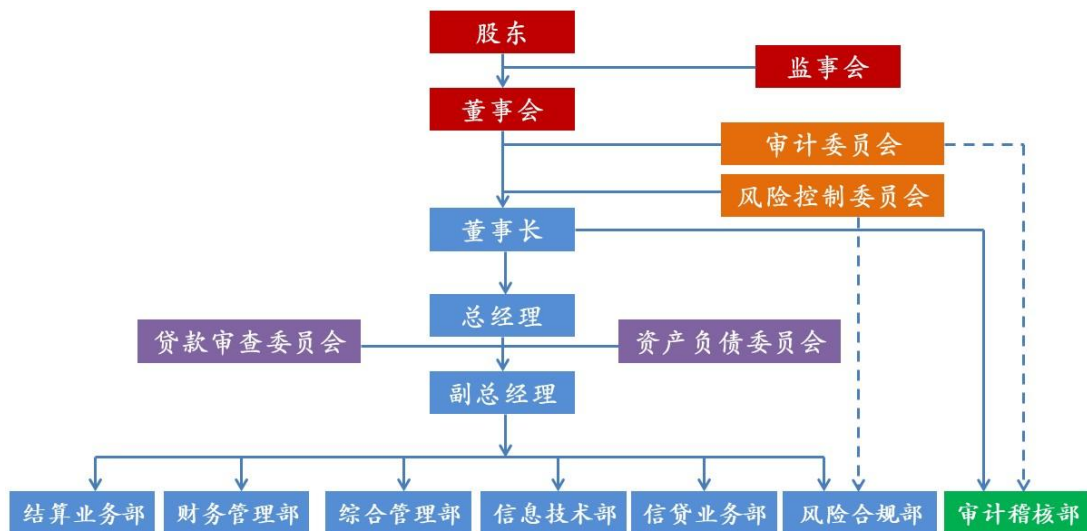 股东
监事会
董事会
审计委员会
风险控制委员会
董事长
总经理
贷款审查委员会
资产负债委员会
副总经理
结算业务部
财务管理部
综合管理部
信息技术部
信贷业务部
风险合规部
审计稽核部